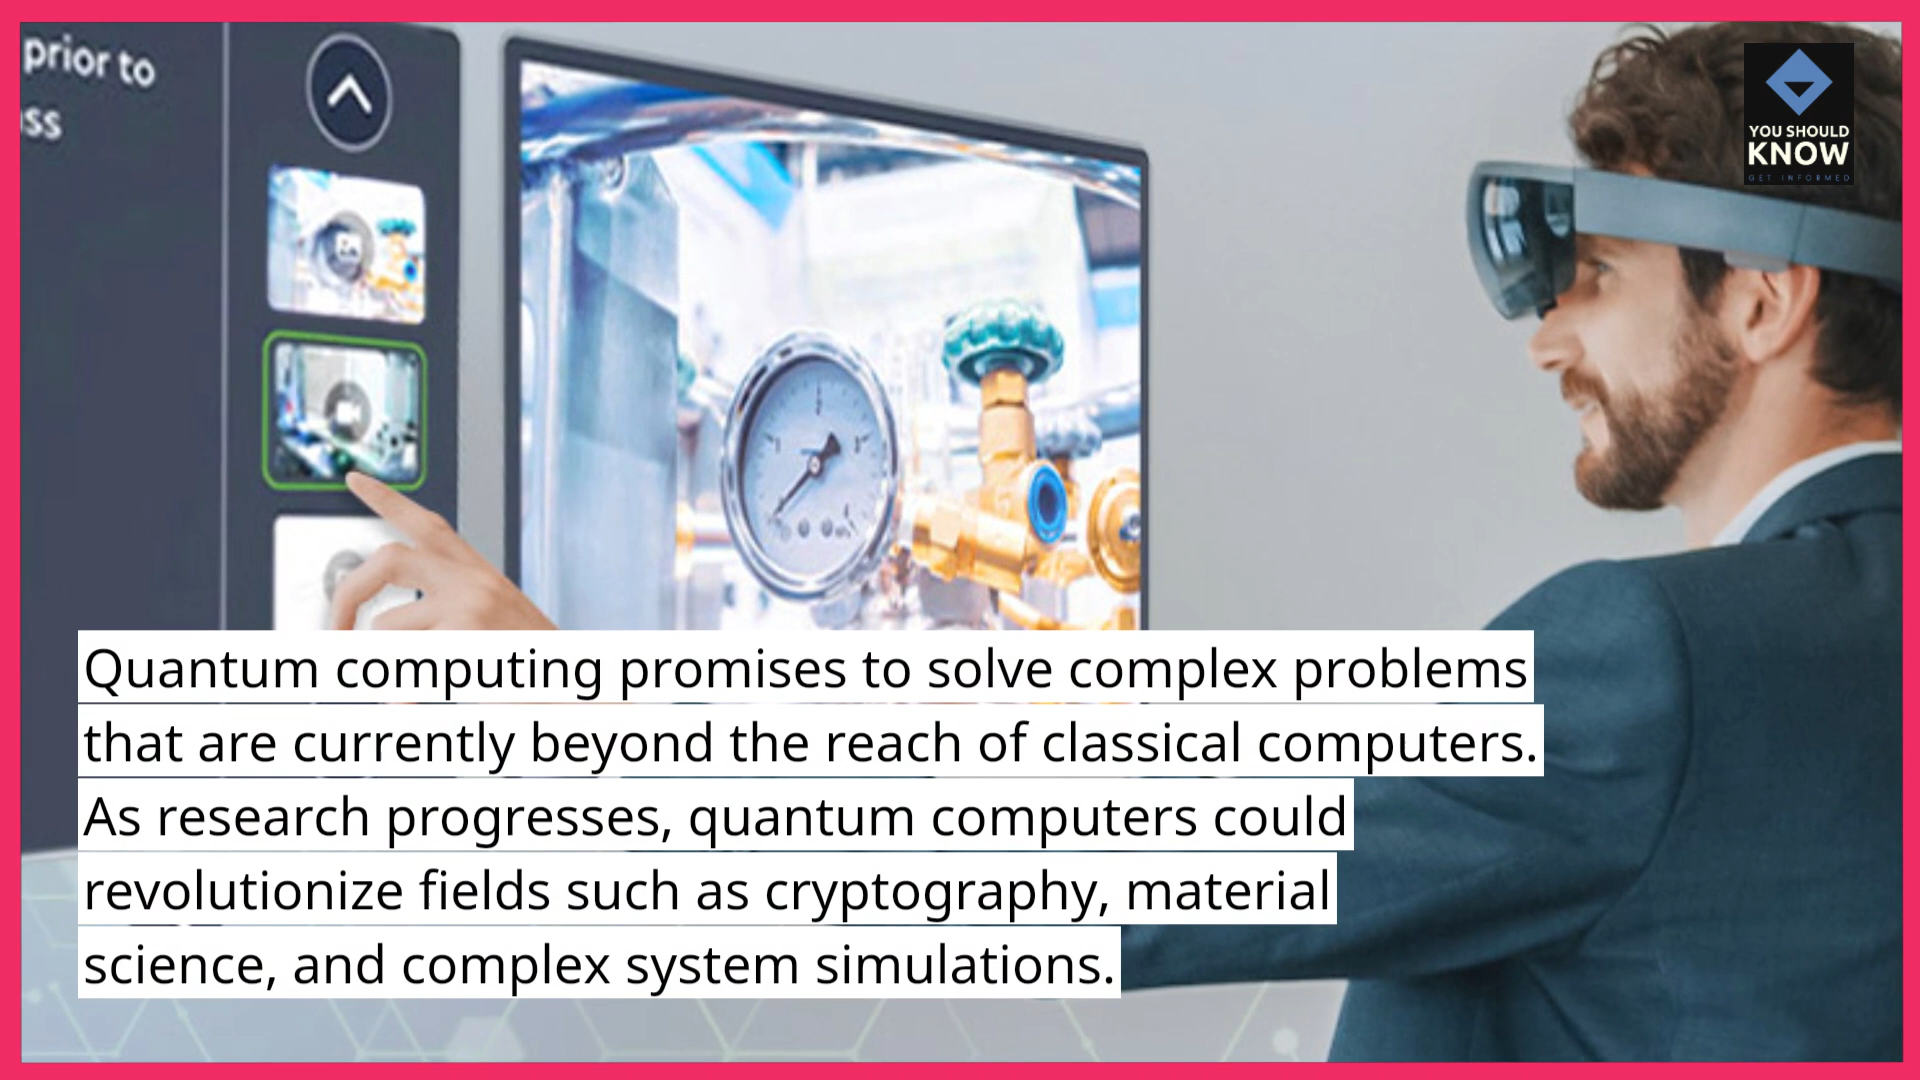 prior to
ss
YOU SHOULD
KNOW
GET INFORMED
Quantum computing promises to solve complex problems
that are currently beyond the reach of classical computers.
As research progresses, quantum computers could
revolutionize fields such as cryptography, material
science, and complex system simulations.